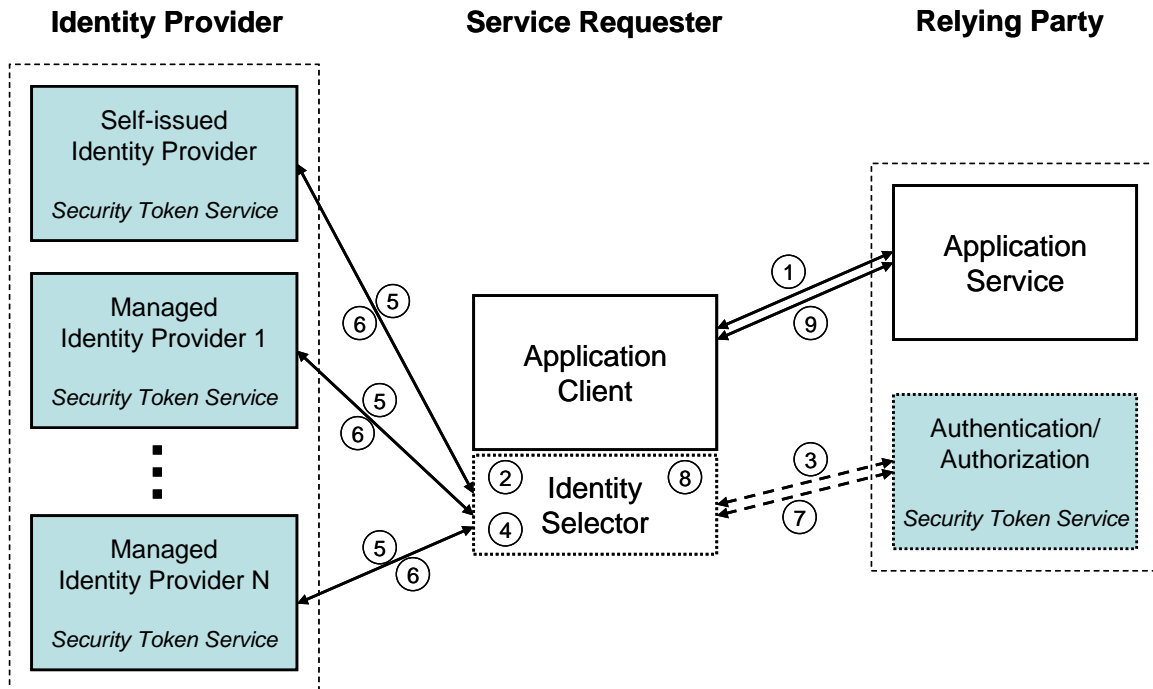 Identity Provider
Service Requester
Relying Party
Self-issued
Identity Provider
Security Token Service
Managed
Identity Provider 1
Security Token Service
Managed
Identity Provider N
Security Token Service
5
6
5
6
5
6
Application
Client
2
8
Identity
Selector
4
1
9
3
7
Application
Service
Authentication/
Authorization
Security Token Service